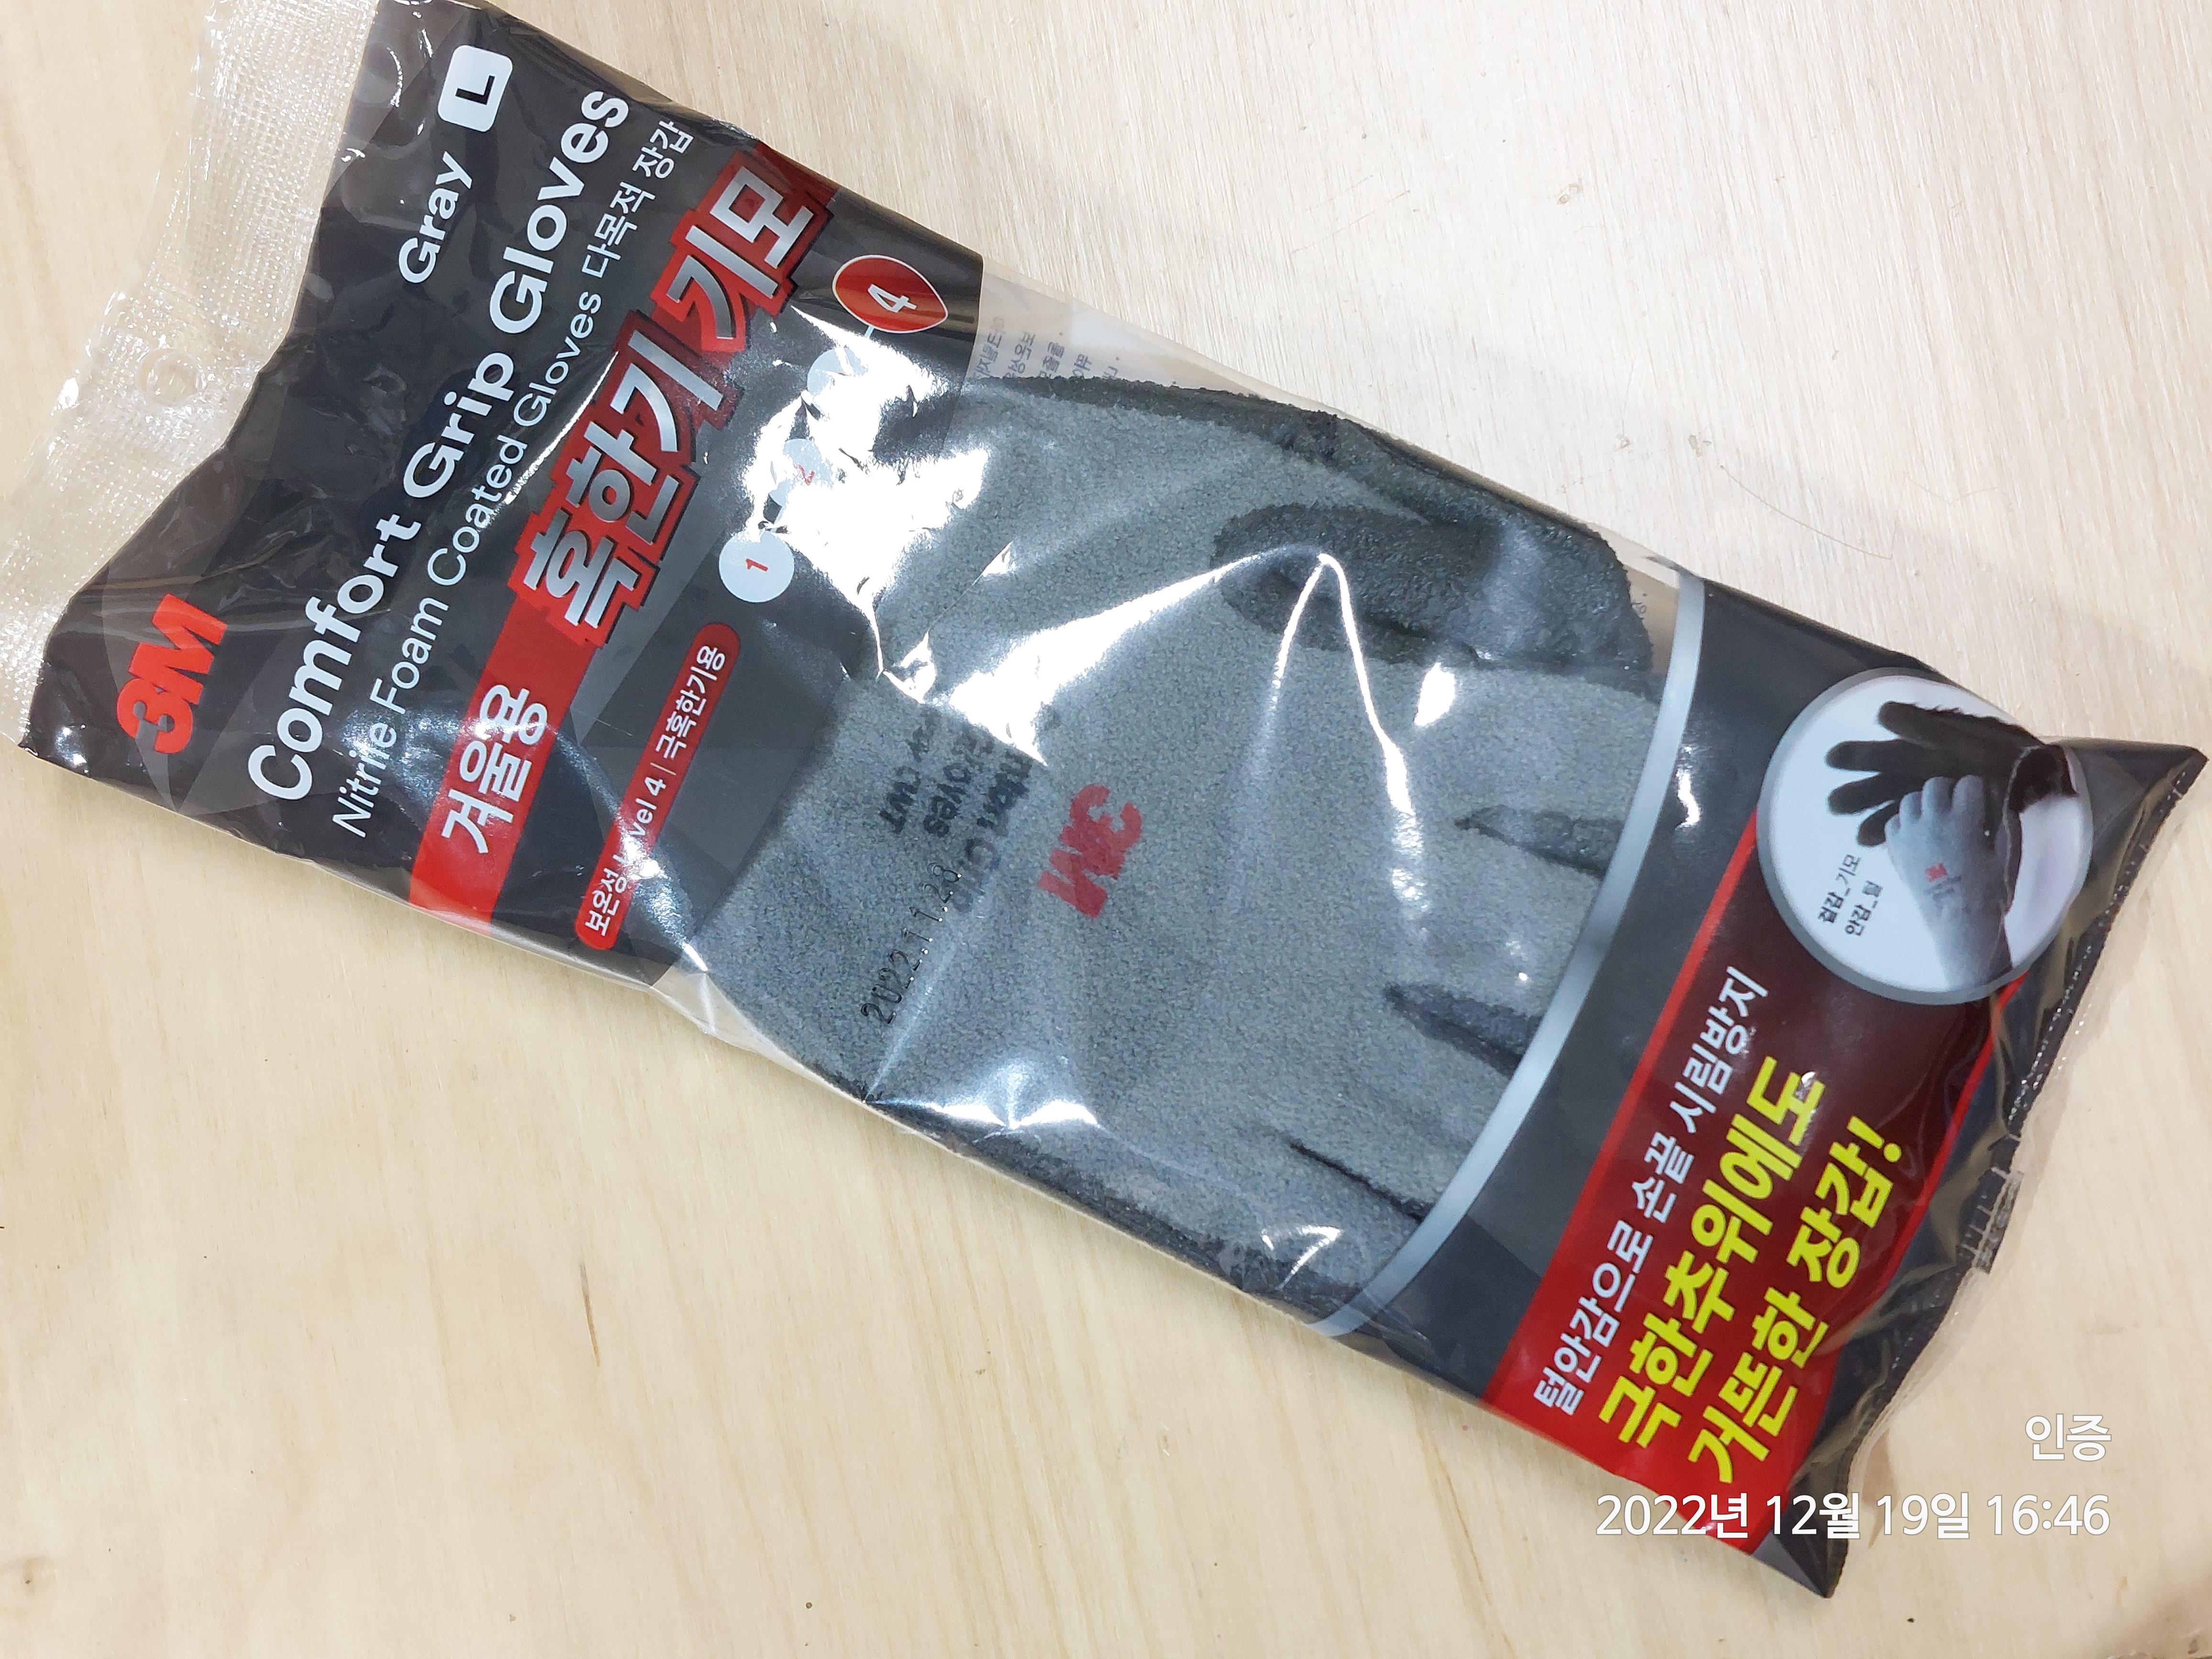 3M
Gray L
Comfort Grip Gloves
Nitrile Foam Coated Gloves 다목적 장갑
겨울용 혹한기 기모
보온성 Level 4 | 극혹한기용
1 2 4
3M
2022.11.28
겉감_기모
안감_털
털안감으로 손끝 시림방지
극한추위에도
거뜬한 장갑!
인증
2022년 12월 19일 16:46